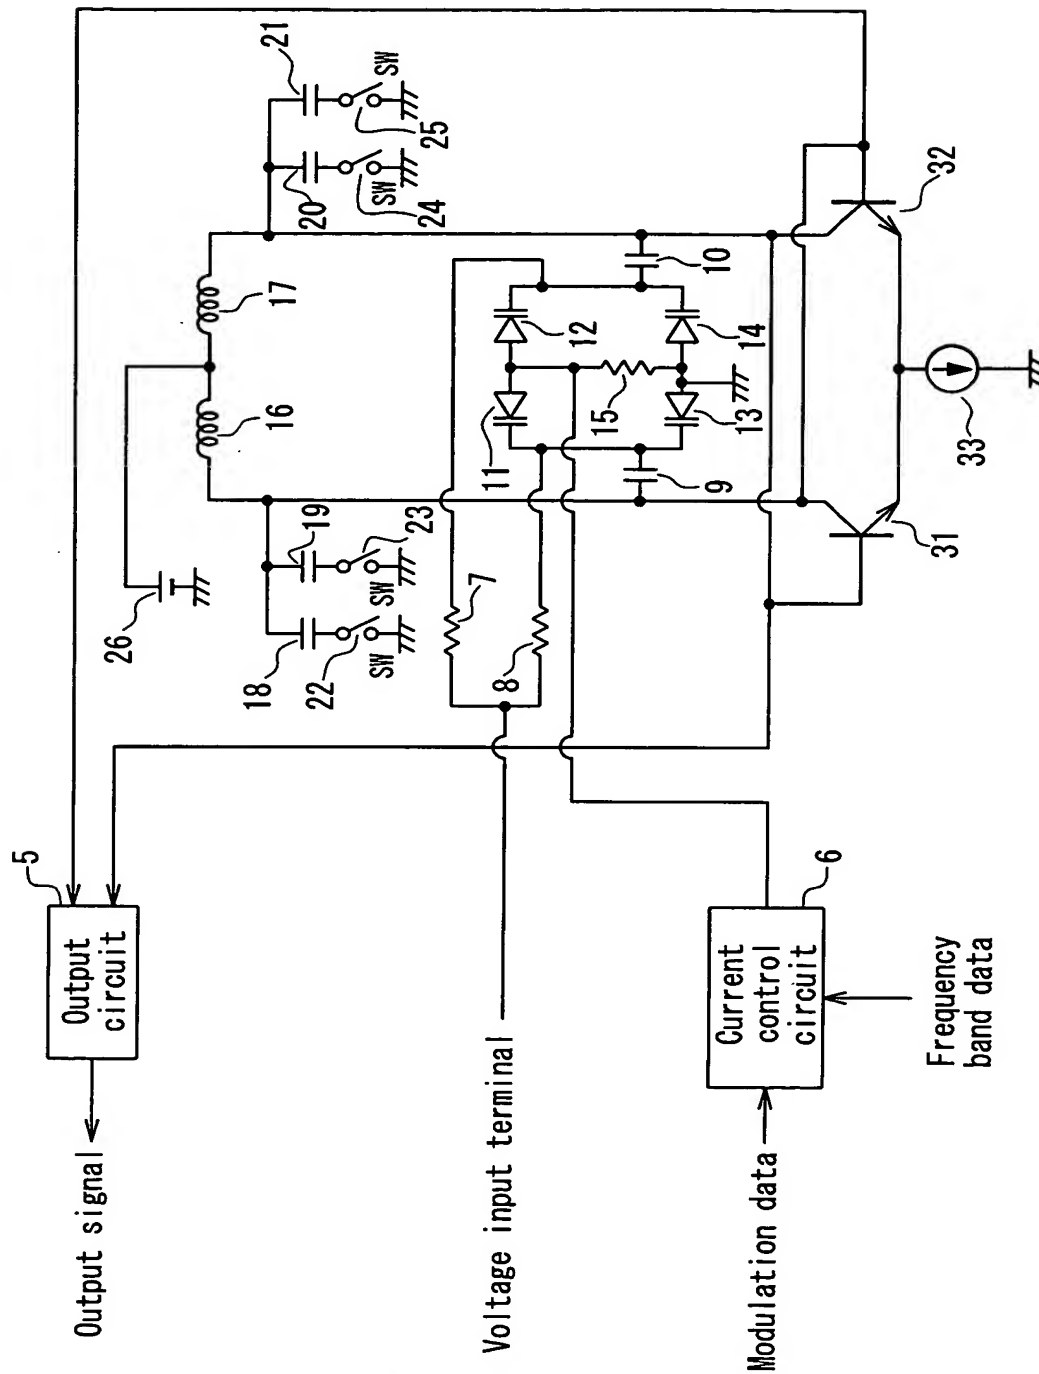 21
SW
25
20
SW
24
17
16
26
19
SW
23
18
SW
22
7
8
10
12
14
11
15
13
9
32
33
31
5
Output
circuit
Output signal
Voltage input terminal
6
Current
control
circuit
Frequency
band data
Modulation data